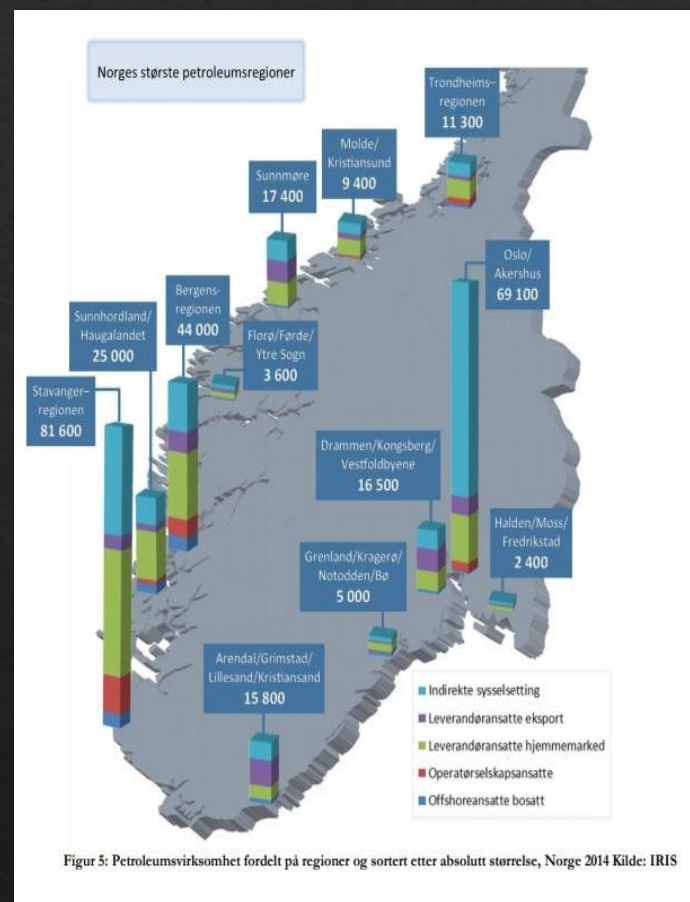 Norges største petroleumsregioner
Trondheims–
regionen
11 300
Molde/
Kristiansund
9 400
Sunnmøre
17 400
Oslo/
Akershus
69 100
Bergens-
regionen
44 000
Sunnhordland/
Haugalandet
25 000
Florø/Førde/
Ytre Sogn
3 600
Stavanger–
regionen
81 600
Drammen/Kongsberg/
Vestfoldbyene
16 500
Halden/Moss/
Fredrikstad
2 400
Grenland/Kragerø/
Notodden/Bø
5 000
Arendal/Grimstad/
Lillesand/Kristiansand
15 800
Indirekte sysselsetting
Leverandøransatte eksport
Leverandøransatte hjemmemarked
Operatørselskapsansatte
Offshoreansatte bosatt
Figur 5: Petroleumsvirksomhet fordelt på regioner og sortert etter absolutt størrelse, Norge 2014 Kilde: IRIS